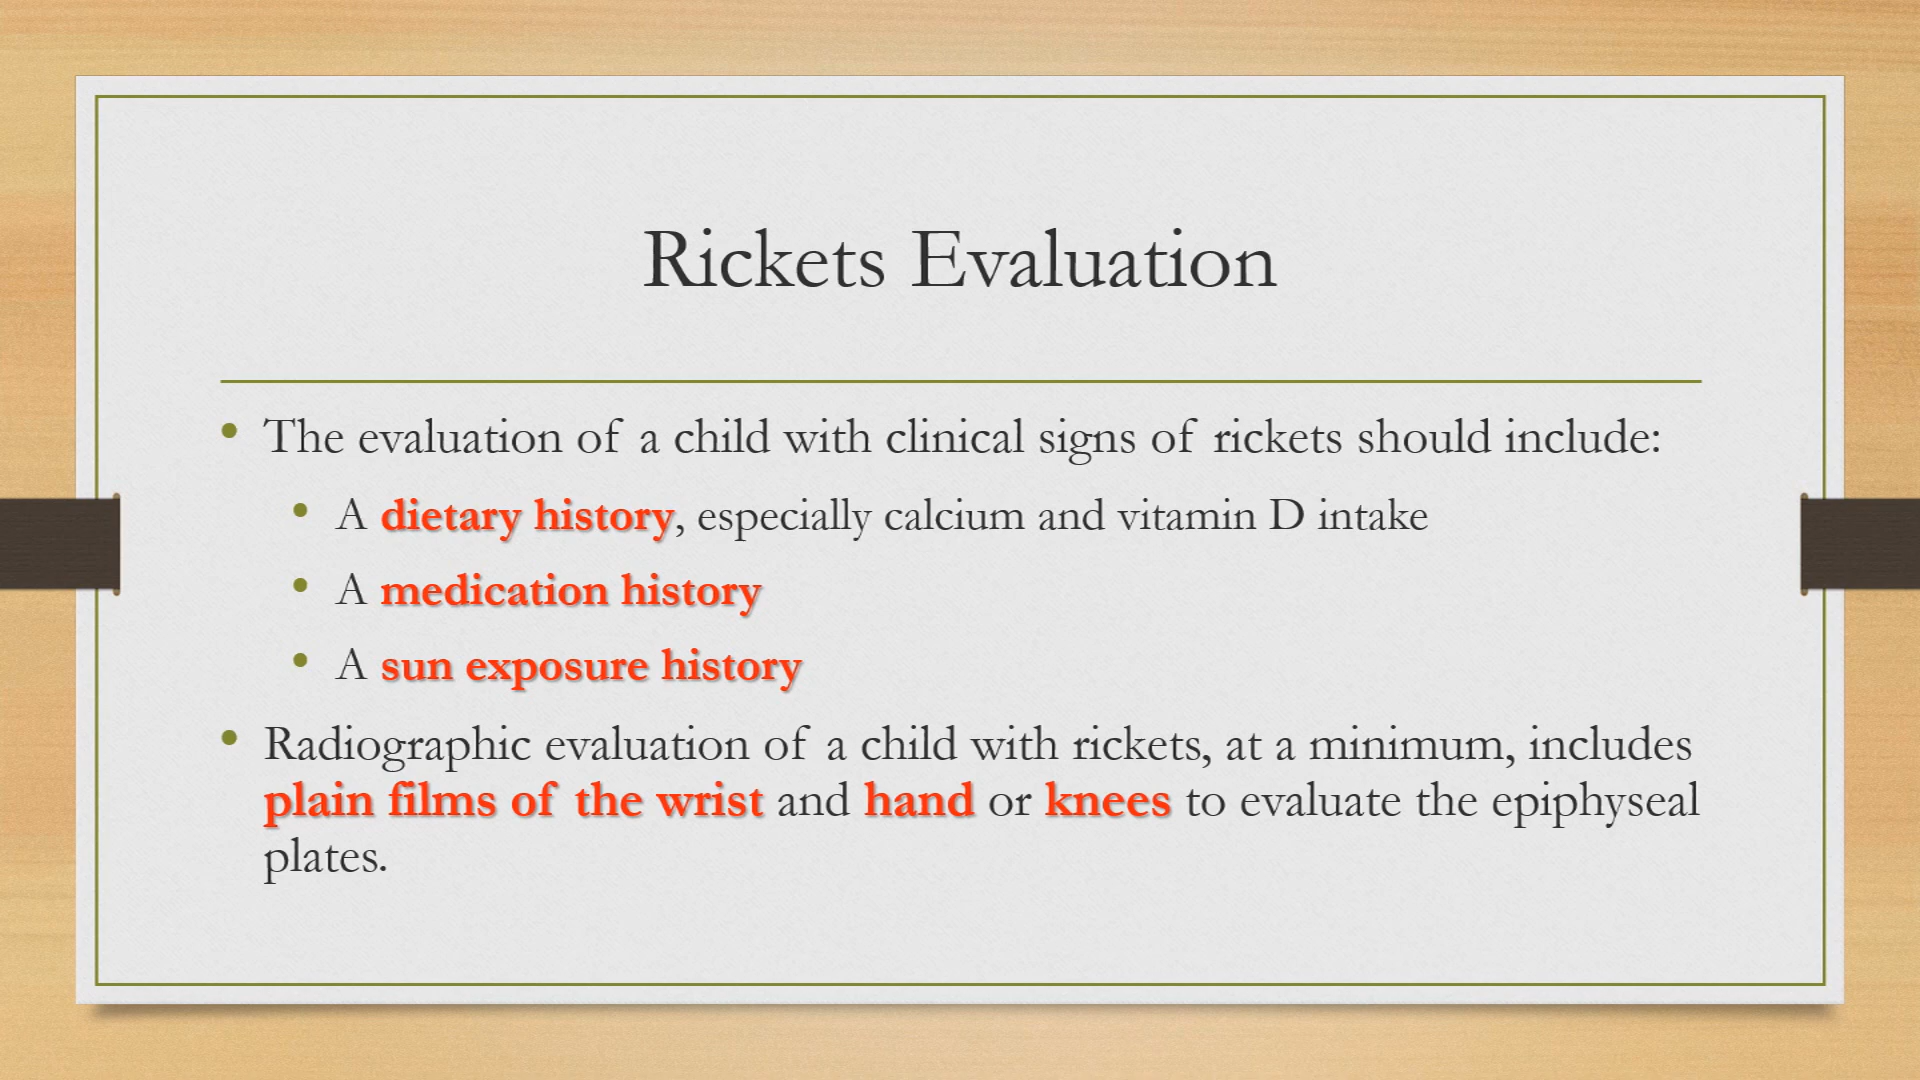 Rickets Evaluation
• The evaluation of a child with clinical signs of rickets should include:
• A dietary history, especially calcium and vitamin D intake
• A medication history
• A sun exposure history
• Radiographic evaluation of a child with rickets, at a minimum, includes
plain films of the wrist and hand or knees to evaluate the epiphyseal
plates.